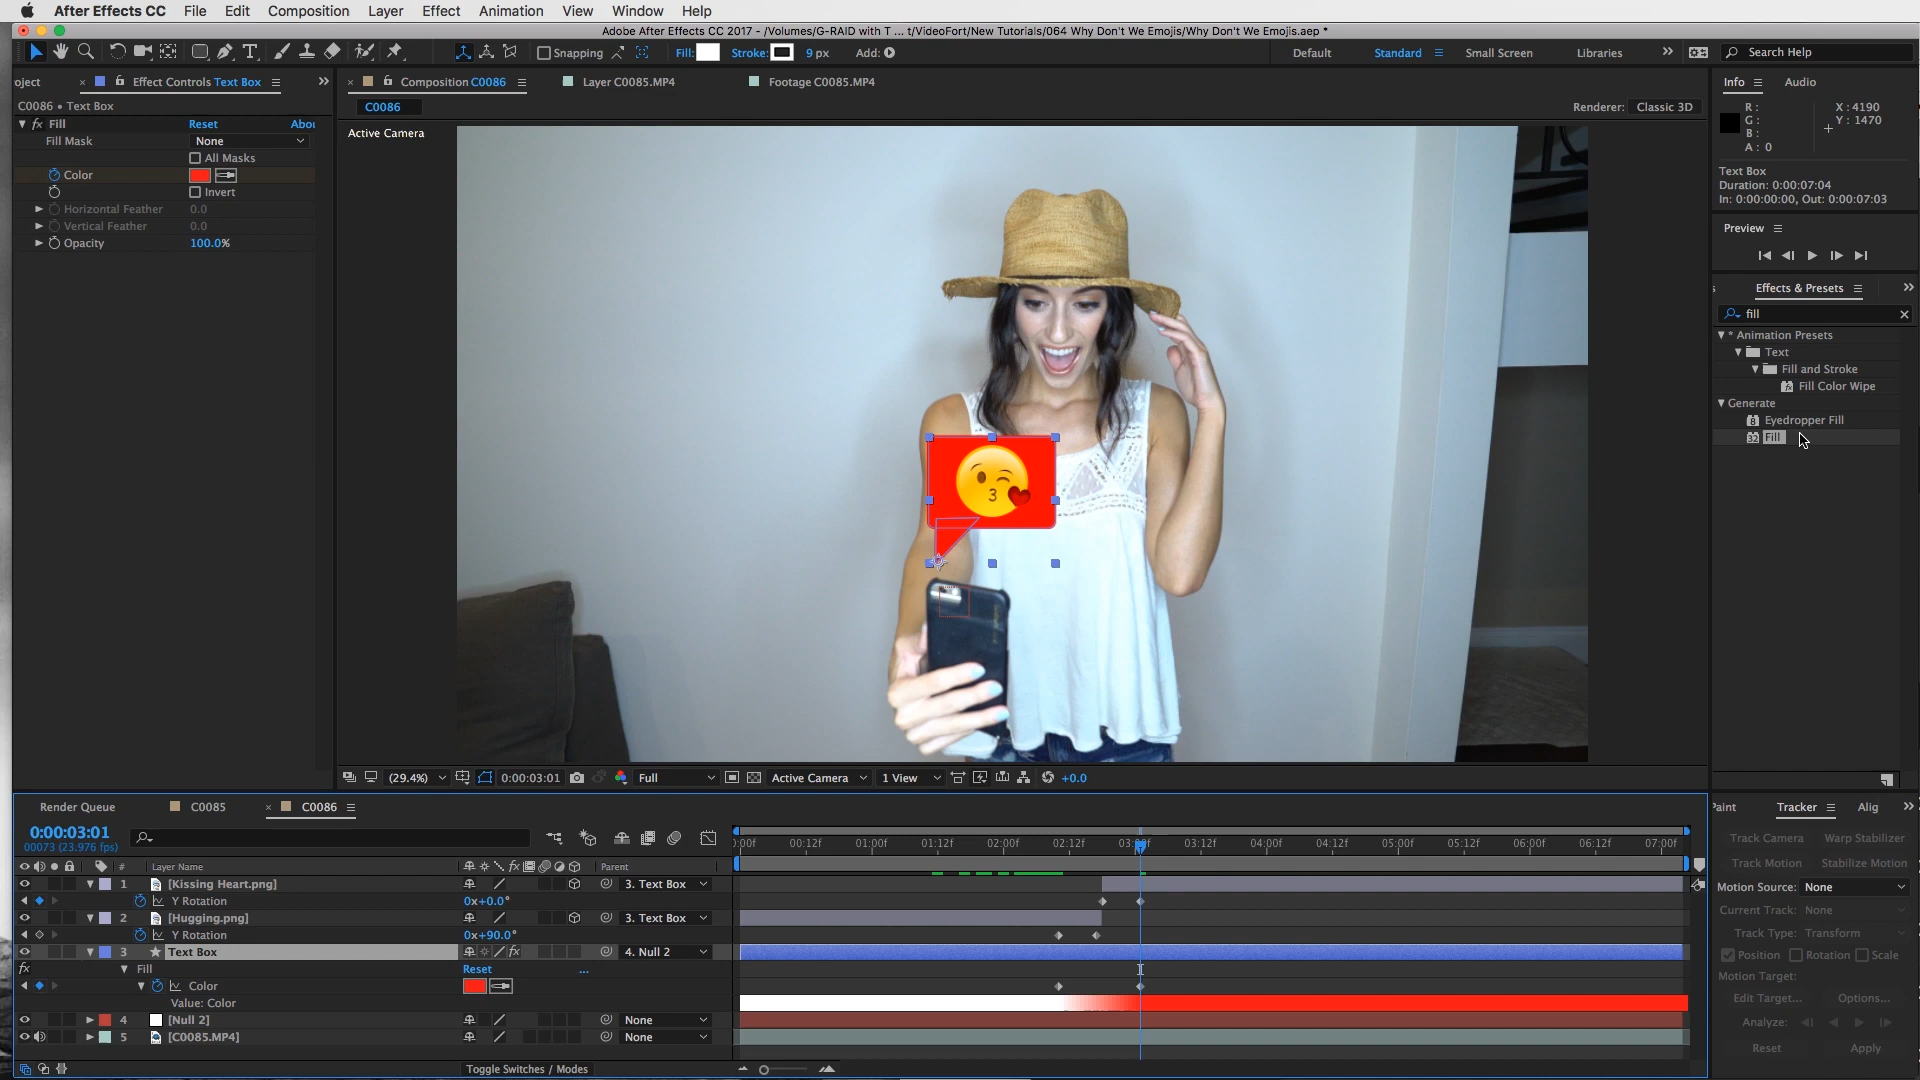 After Effects CC File Edit Composition Layer Effect Animation View Window Help
Adobe After Effects CC 2017 - /Volumes/G-RAID with T ... t/VideoFort/New Tutorials/064 Why Don't We Emojis/Why Don't We Emojis.aep *
Snapping Fill: Stroke: 9 px Add: Default Standard Small Screen Libraries Search Help
oject Effect Controls Text Box Composition C0086 Layer C0085.MP4 Footage C0085.MP4 Info Audio
C0086 • Text Box C0086 Renderer: Classic 3D
Fill Reset Abou
Fill Mask None
All Masks
Color
Invert
Horizontal Feather 0.0
Vertical Feather 0.0
Opacity 100.0%
Active Camera
R:
G:
B:
A: 0
X: 4190
Y: 1470
Text Box
Duration: 0:00:07:04
In: 0:00:00:00, Out: 0:00:07:03
Preview
Effects & Presets
fill
* Animation Presets
Text
Fill and Stroke
Fill Color Wipe
Generate
Eyedropper Fill
32 Fill
(29.4%) 0:00:03:01 Full Active Camera 1 View +0.0
Render Queue C0085 C0086
0:00:03:01
00073 (23.976 fps)
:00f 00:12f 01:00f 01:12f 02:00f 02:12f 03:00f 03:12f 04:00f 04:12f 05:00f 05:12f 06:00f 06:12f 07:00f
# Layer Name Parent
1 [Kissing Heart.png] 3. Text Box
Y Rotation 0x+0.0°
2 [Hugging.png] 3. Text Box
Y Rotation 0x+90.0°
3 Text Box 4. Null 2
Fill Reset ...
Color
Value: Color
4 [Null 2] None
5 [C0085.MP4] None
Toggle Switches / Modes
Paint Tracker Alig
Track Camera Warp Stabilizer
Track Motion Stabilize Motion
Motion Source: None
Current Track: None
Track Type: Transform
Position Rotation Scale
Motion Target:
Edit Target... Options...
Analyze:
Reset Apply